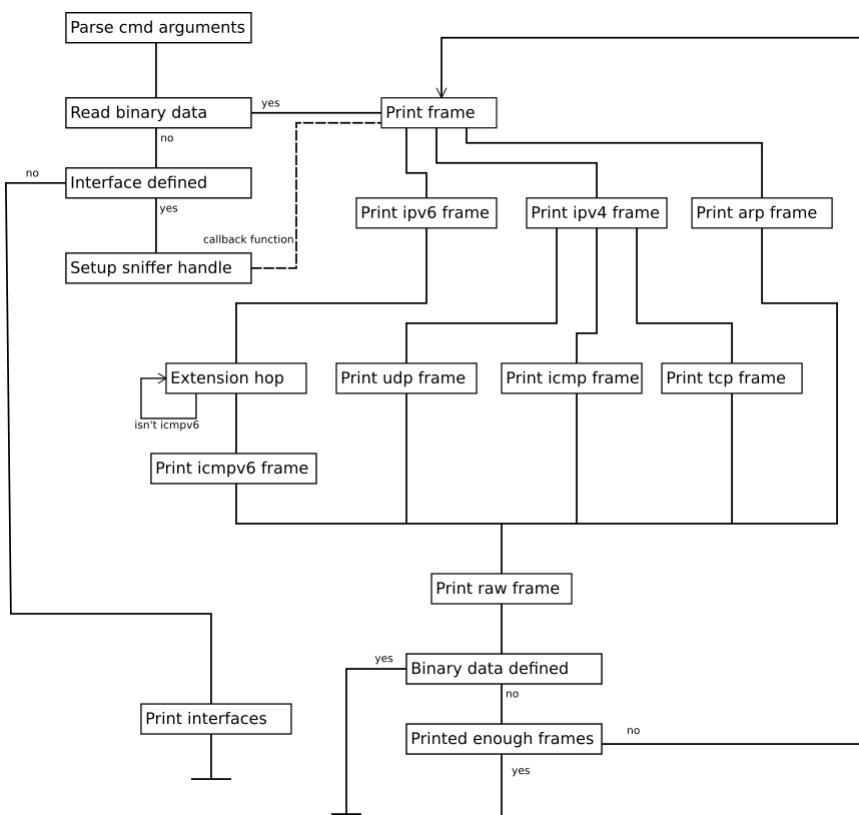 Parse cmd arguments
Read binary data
yes
Print frame
no
no
Interface defined
yes
Print ipv6 frame
Print ipv4 frame
Print arp frame
callback function
Setup sniffer handle
Extension hop
Print udp frame
Print icmp frame
Print tcp frame
isn't icmpv6
Print icmpv6 frame
Print raw frame
yes
Binary data defined
no
Print interfaces
Printed enough frames
no
yes